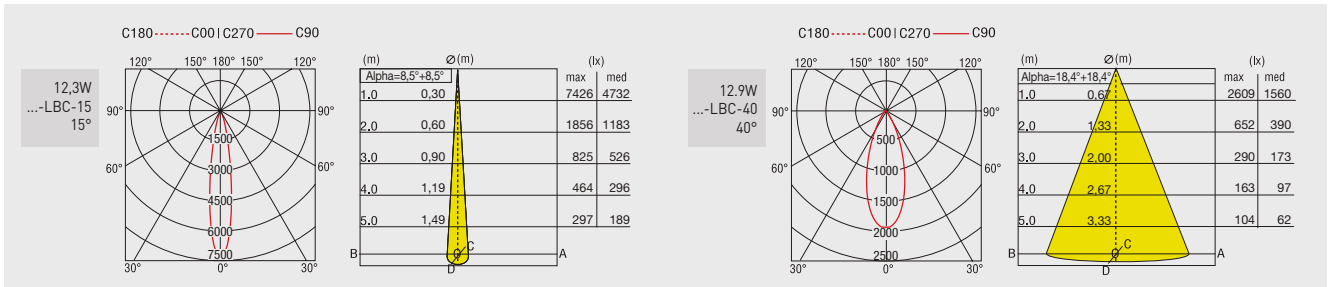 C180 C00 | C270 C90
12,3W
...-LBC-15
15°
120° 150° 180° 150° 120°
90° 90°
60° 60°
30° 0° 30°
1500
3000
4500
6000
7500
(m) Ø(m) (lx)
Alpha=8,5°+8,5° max med
1.0 0,30 7426 4732
2.0 0,60 1856 1183
3.0 0,90 825 526
4.0 1,19 464 296
5.0 1,49 297 189
B C A
D
C180 C00 | C270 C90
12.9W
...-LBC-40
40°
120° 150° 180° 150° 120°
90° 90°
60° 60°
30° 0° 30°
500
1000
1500
2000
2500
(m) Ø(m) (lx)
Alpha=18,4°+18,4° max med
1.0 0,67 2609 1560
2.0 1,33 652 390
3.0 2,00 290 173
4.0 2,67 163 97
5.0 3,33 104 62
B C A
D